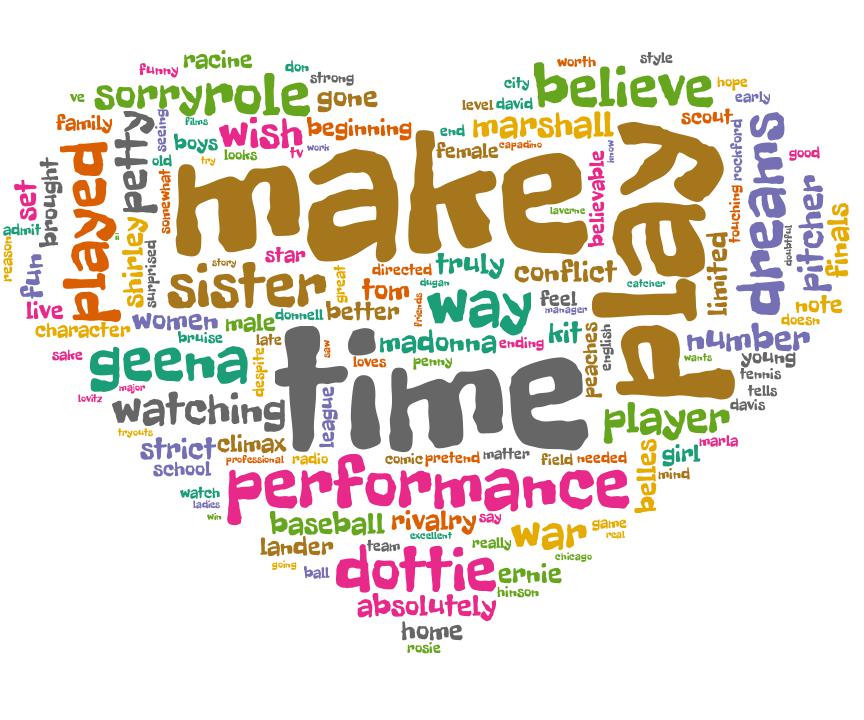 racine
don
style
worth
funny
strong
city
believe
hope
ve
sorry
role
gone
level
david
early
family
seeing
films
boys
wish
beginning
end
marshall
scout
petty
old
try
looks
tv
work
female
capadino
know
rockford
dreams
good
set
brought
played
somewhat
make
believable
play
touching
doubtful
pitcher
finals
admit
reason
shirley
surprised
laverne
limited
fun
story
star
directed
truly
conflict
catcher
sister
great
tom
dugan
live
character
women
male
donnell
better
friends
way
feel
manager
note
doesn
sake
bruise
late
time
saw
madonna
ending
kit
peaches
english
number
geena
despite
loves
penny
wants
young
tennis
major
lovitz
watching
league
tells
davis
tryouts
strict
climax
player
marla
school
professional
radio
comic
pretend
matter
field
needed
belles
girl
mind
watch
ladies
performance
win
baseball
rivalry
say
war
game
real
lander
team
excellent
really
chicago
going
ball
dottie
ernie
hinson
absolutely
home
rosie